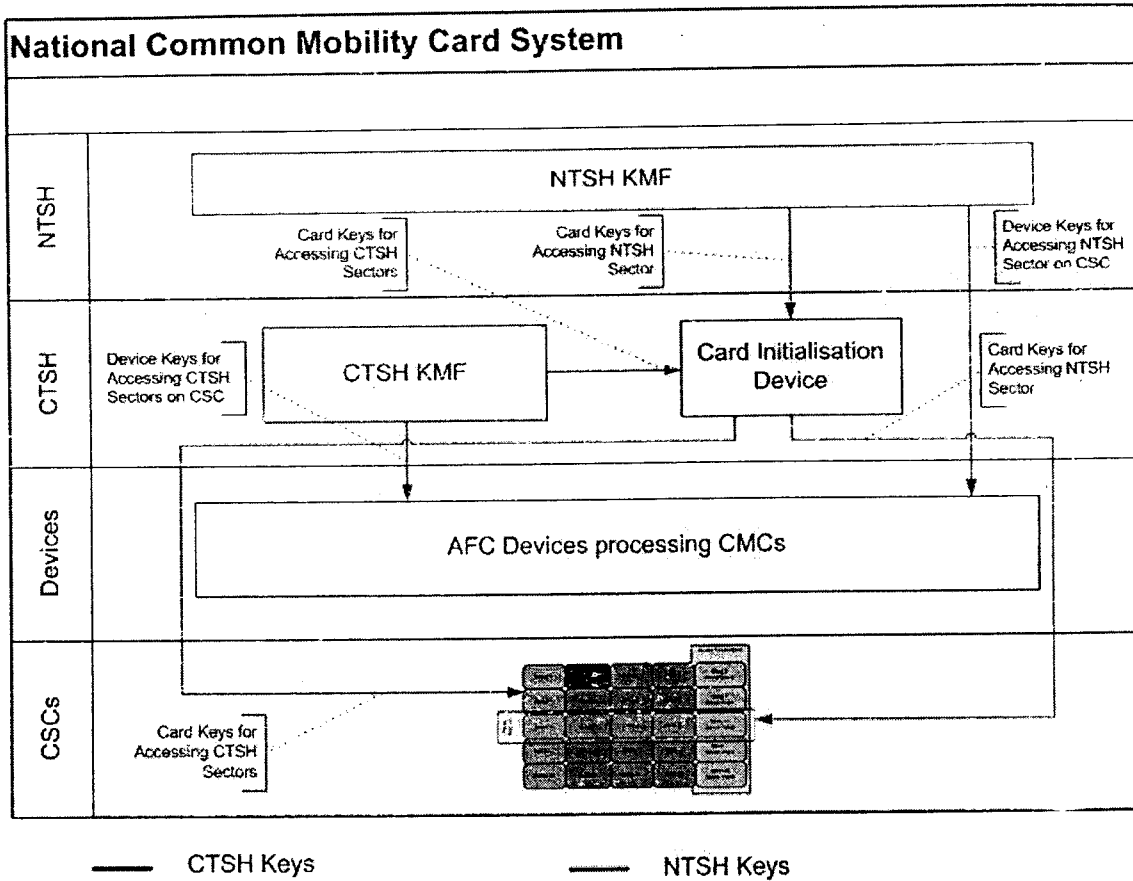 National Common Mobility Card System
NTSH
NTSH KMF
Card Keys for
Accessing CTSH
Sectors
Card Keys for
Accessing NTSH
Sector
Device Keys for
Accessing NTSH
Sector on CSC
CTSH
Device Keys for
Accessing CTSH
Sectors on CSC
CTSH KMF
Card Initialisation
Device
Card Keys for
Accessing NTSH
Sector
Devices
AFC Devices processing CMCs
CSCs
Card Keys for
Accessing CTSH
Sectors
CTSH Keys
NTSH Keys